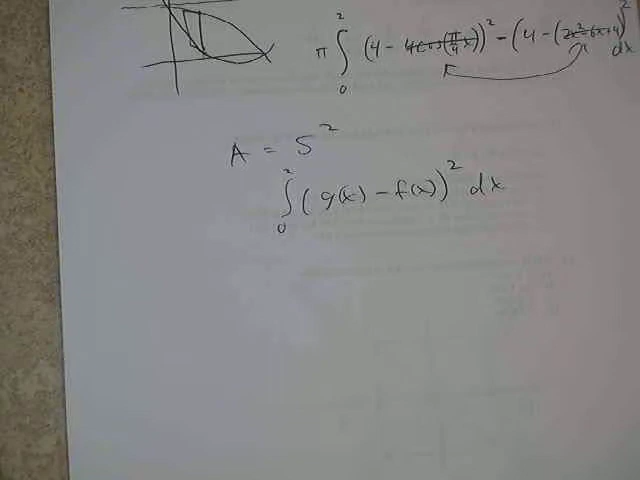 π ∫₀² (4 - 4cos(π/4 x))² - (4 - (2x²-6x+4))² dx
A = S²
∫₀² (g(x) - f(x))² dx